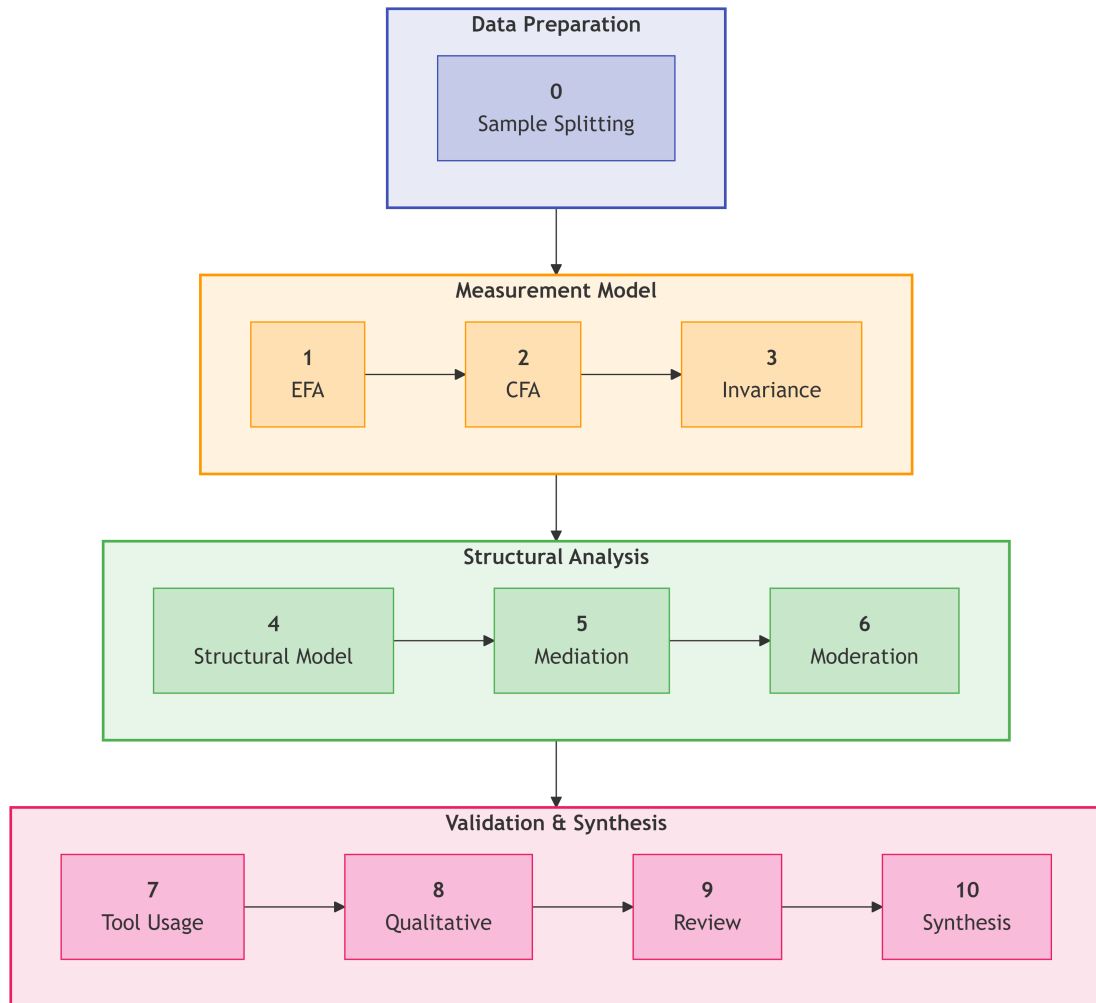 Data Preparation
0
Sample Splitting
Measurement Model
1
EFA
2
CFA
3
Invariance
Structural Analysis
4
Structural Model
5
Mediation
6
Moderation
Validation & Synthesis
7
Tool Usage
8
Qualitative
9
Review
10
Synthesis